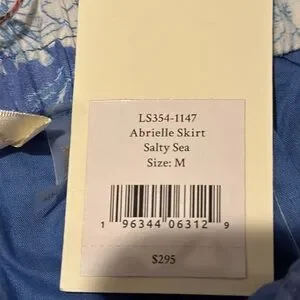 LS354-1147
Abrielle Skirt
Salty Sea
Size: M
1 96344 06312 9
$295